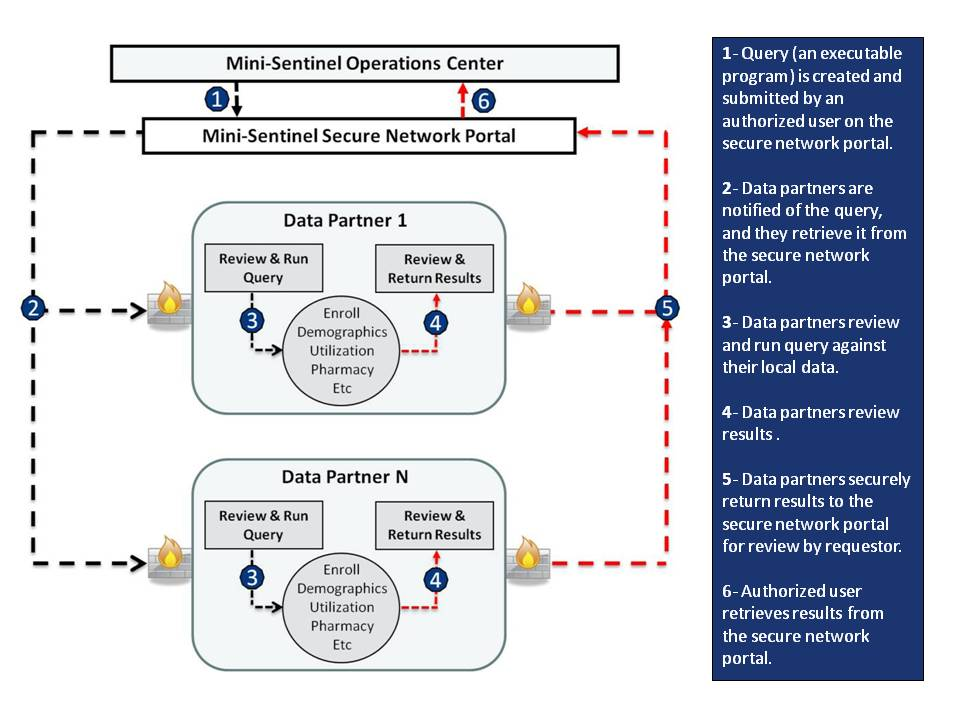 Mini-Sentinel Operations Center
1
6
Mini-Sentinel Secure Network Portal
Data Partner 1
Review & Run
Query
Review &
Return Results
2
3
Enroll
Demographics
Utilization
Pharmacy
Etc
4
5
Data Partner N
Review & Run
Query
Review &
Return Results
3
Enroll
Demographics
Utilization
Pharmacy
Etc
4
1- Query (an executable
program) is created and
submitted by an
authorized user on the
secure network portal.
2- Data partners are
notified of the query,
and they retrieve it from
the secure network
portal.
3- Data partners review
and run query against
their local data.
4- Data partners review
results .
5- Data partners securely
return results to the
secure network portal
for review by requestor.
6- Authorized user
retrieves results from
the secure network
portal.